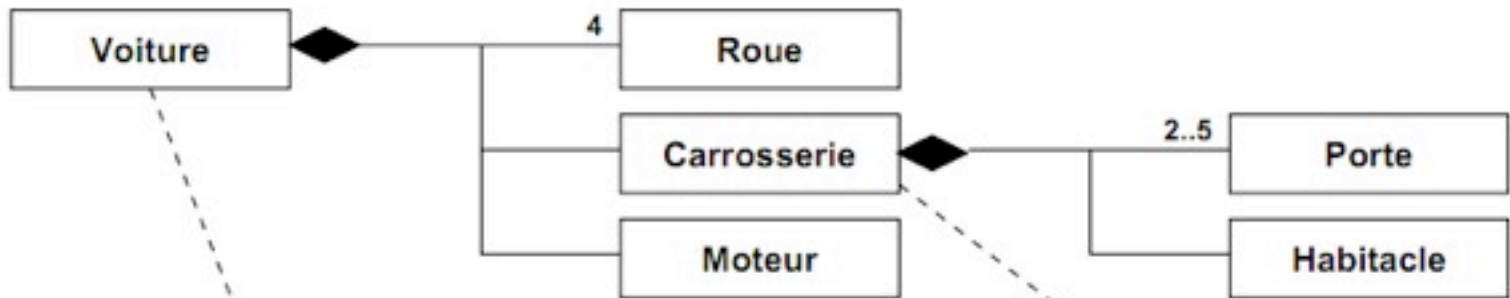 Voiture
4
Roue
Carrosserie
2..5
Porte
Moteur
Habitacle